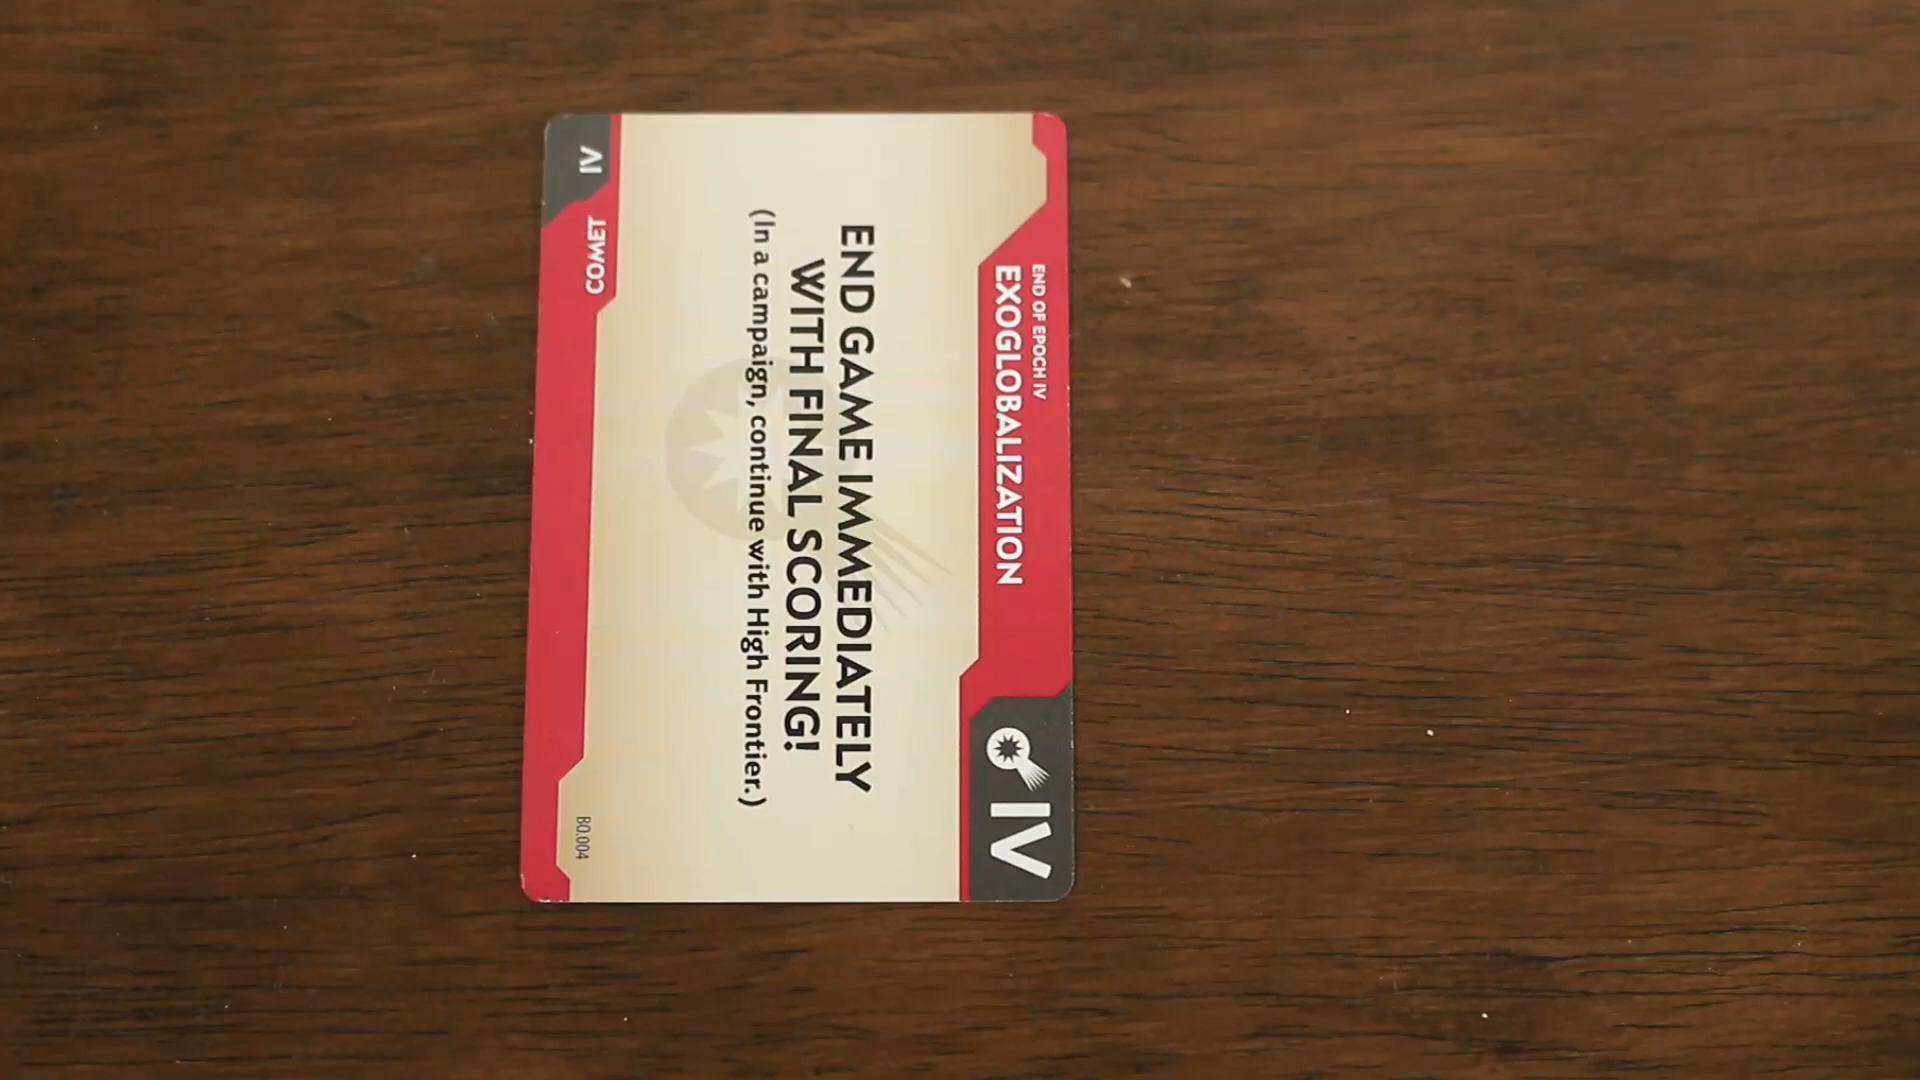 END OF EPOCH IV
EXOGLOBALIZATION
IV
END GAME IMMEDIATELY
WITH FINAL SCORING!
(In a campaign, continue with High Frontier.)
IV
COMET
B0.004